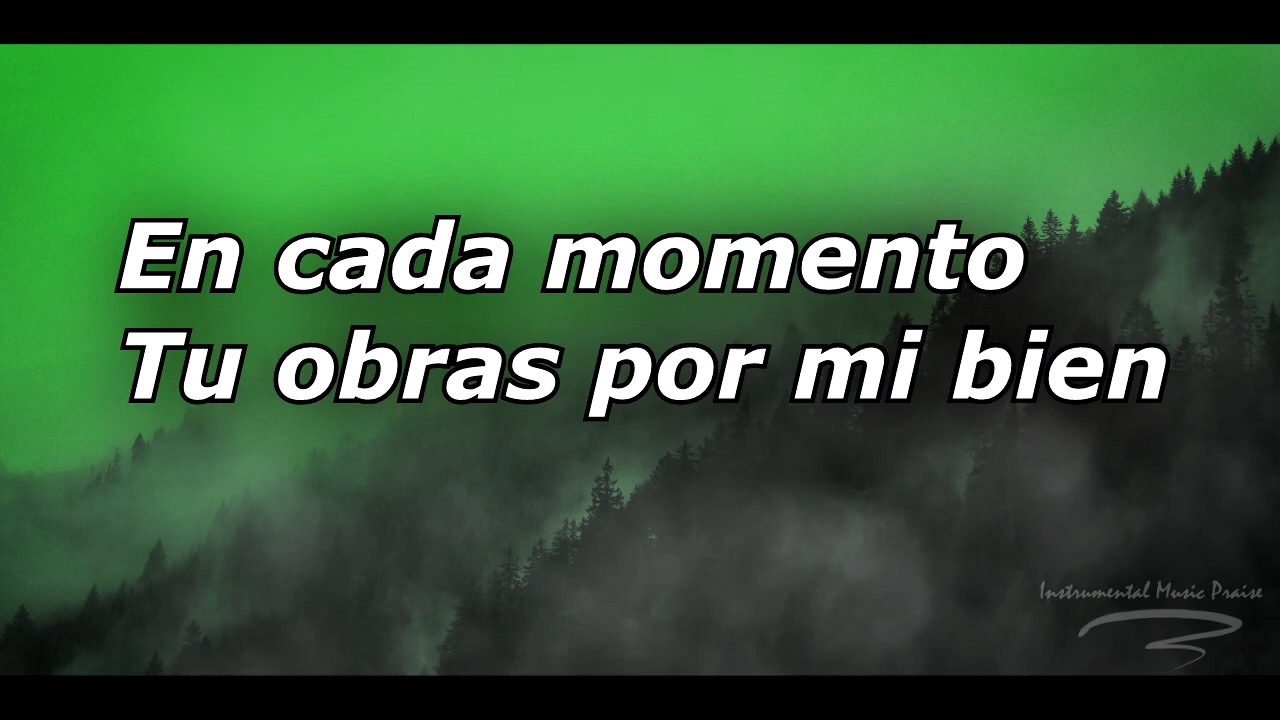 En cada momento
Tu obras por mi bien
Instrumental Music Praise